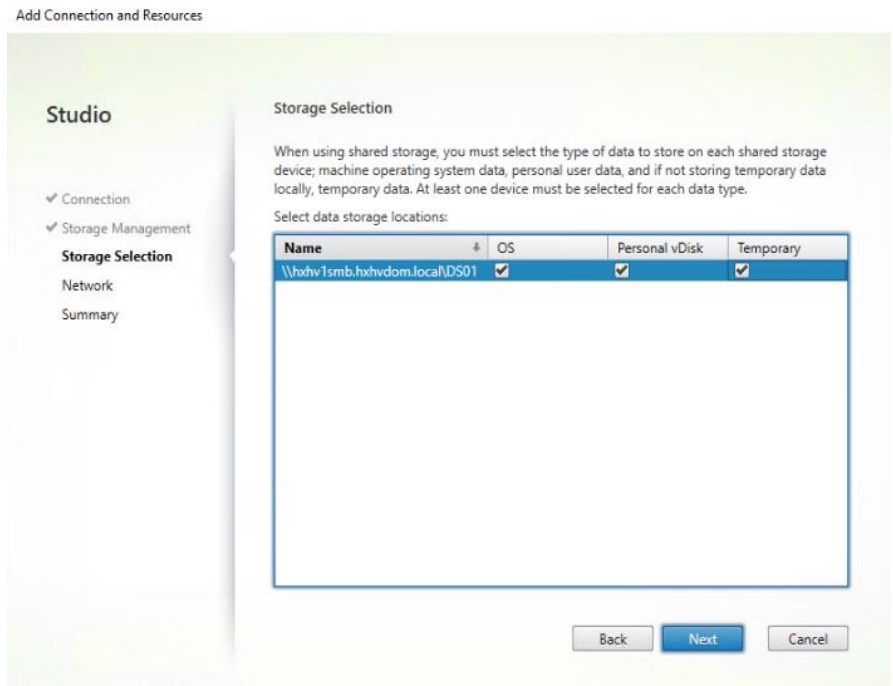 Add Connection and Resources
Studio
Connection
Storage Management
Storage Selection
Network
Summary
Storage Selection
When using shared storage, you must select the type of data to store on each shared storage
device; machine operating system data, personal user data, and if not storing temporary data
locally, temporary data. At least one device must be selected for each data type.
Select data storage locations:
Name OS Personal vDisk Temporary
\\hxhv1smb.hxhvdom.local\DS01
Back Next Cancel